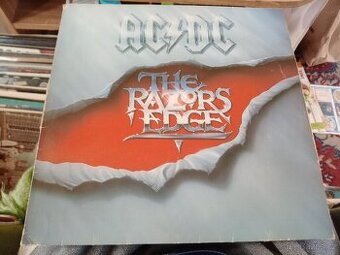 AC/DC
THE
RAZORS
EDGE